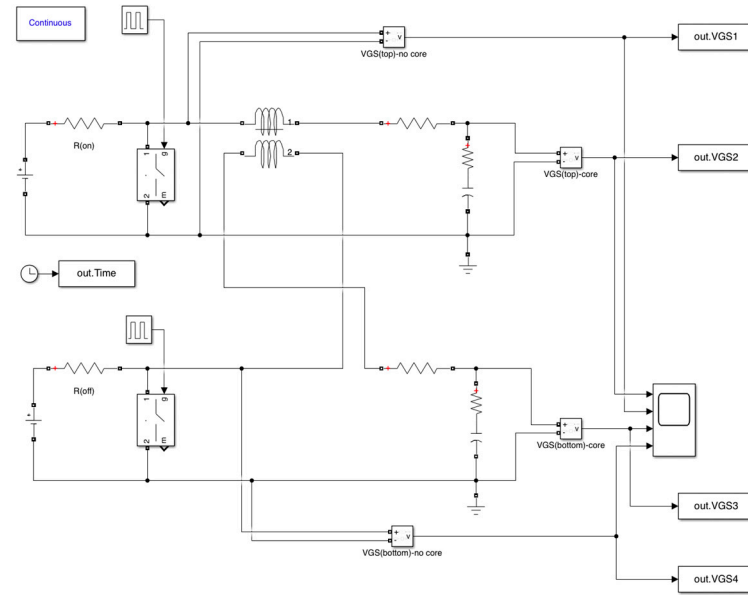 Continuous
+
-
v
VGS(top)-no core
out.VGS1
+
R(on)
1
g
2
m
1
2
+
+
+
-
v
VGS(top)-core
out.VGS2
+
out.Time
+
R(off)
1
g
2
m
+
+
+
-
v
VGS(bottom)-core
+
out.VGS3
+
-
v
VGS(bottom)-no core
out.VGS4